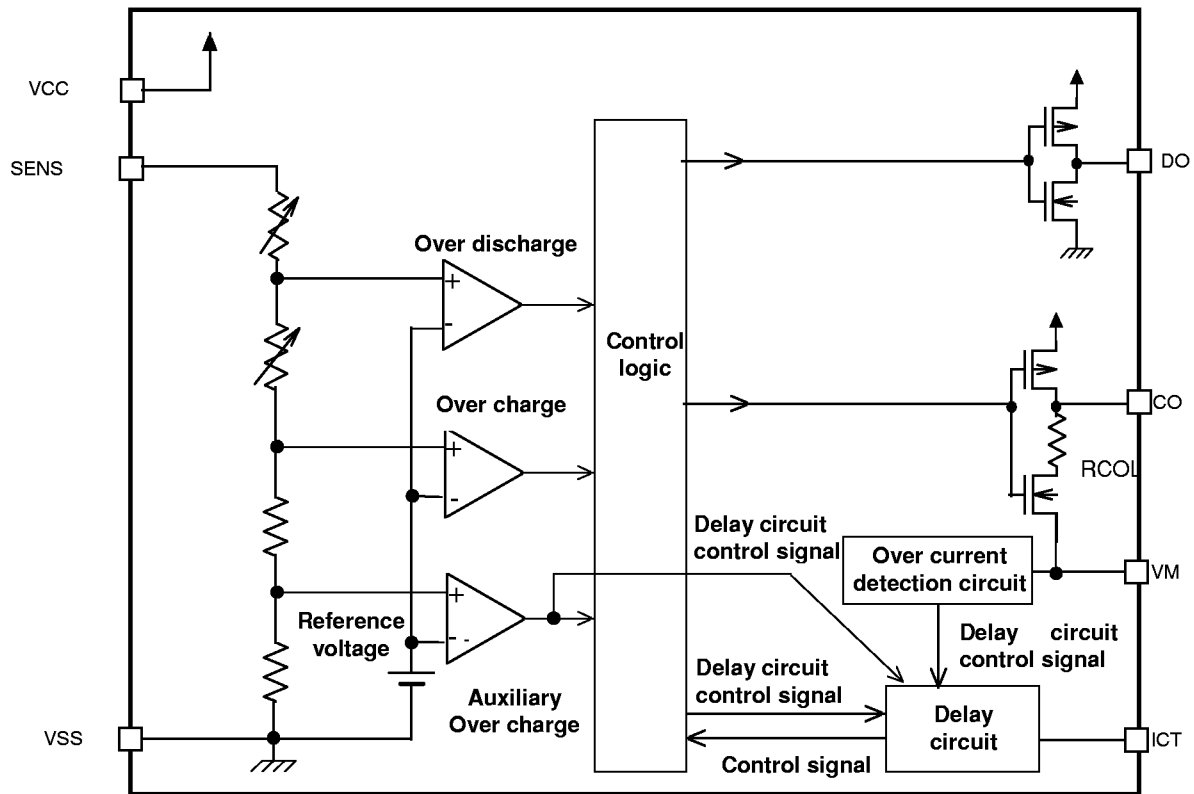 VCC
SENS
DO
Over discharge
+
-
Control
logic
Over charge
+
-
CO
RCOL
Delay circuit
control signal
Over current
detection circuit
VM
Reference
voltage
+
- -
Delay circuit
control signal
Delay circuit
control signal
Auxiliary
Over charge
Delay
circuit
VSS
ICT
Control signal